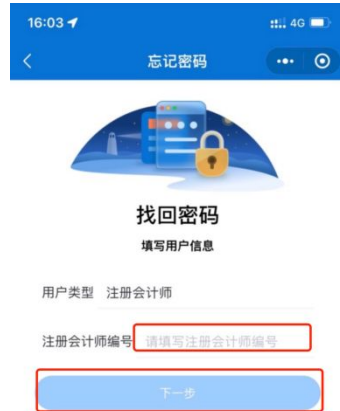 16:03 4G
忘记密码
找回密码
填写用户信息
用户类型 注册会计师
注册会计师编号 请填写注册会计师编号
下一步